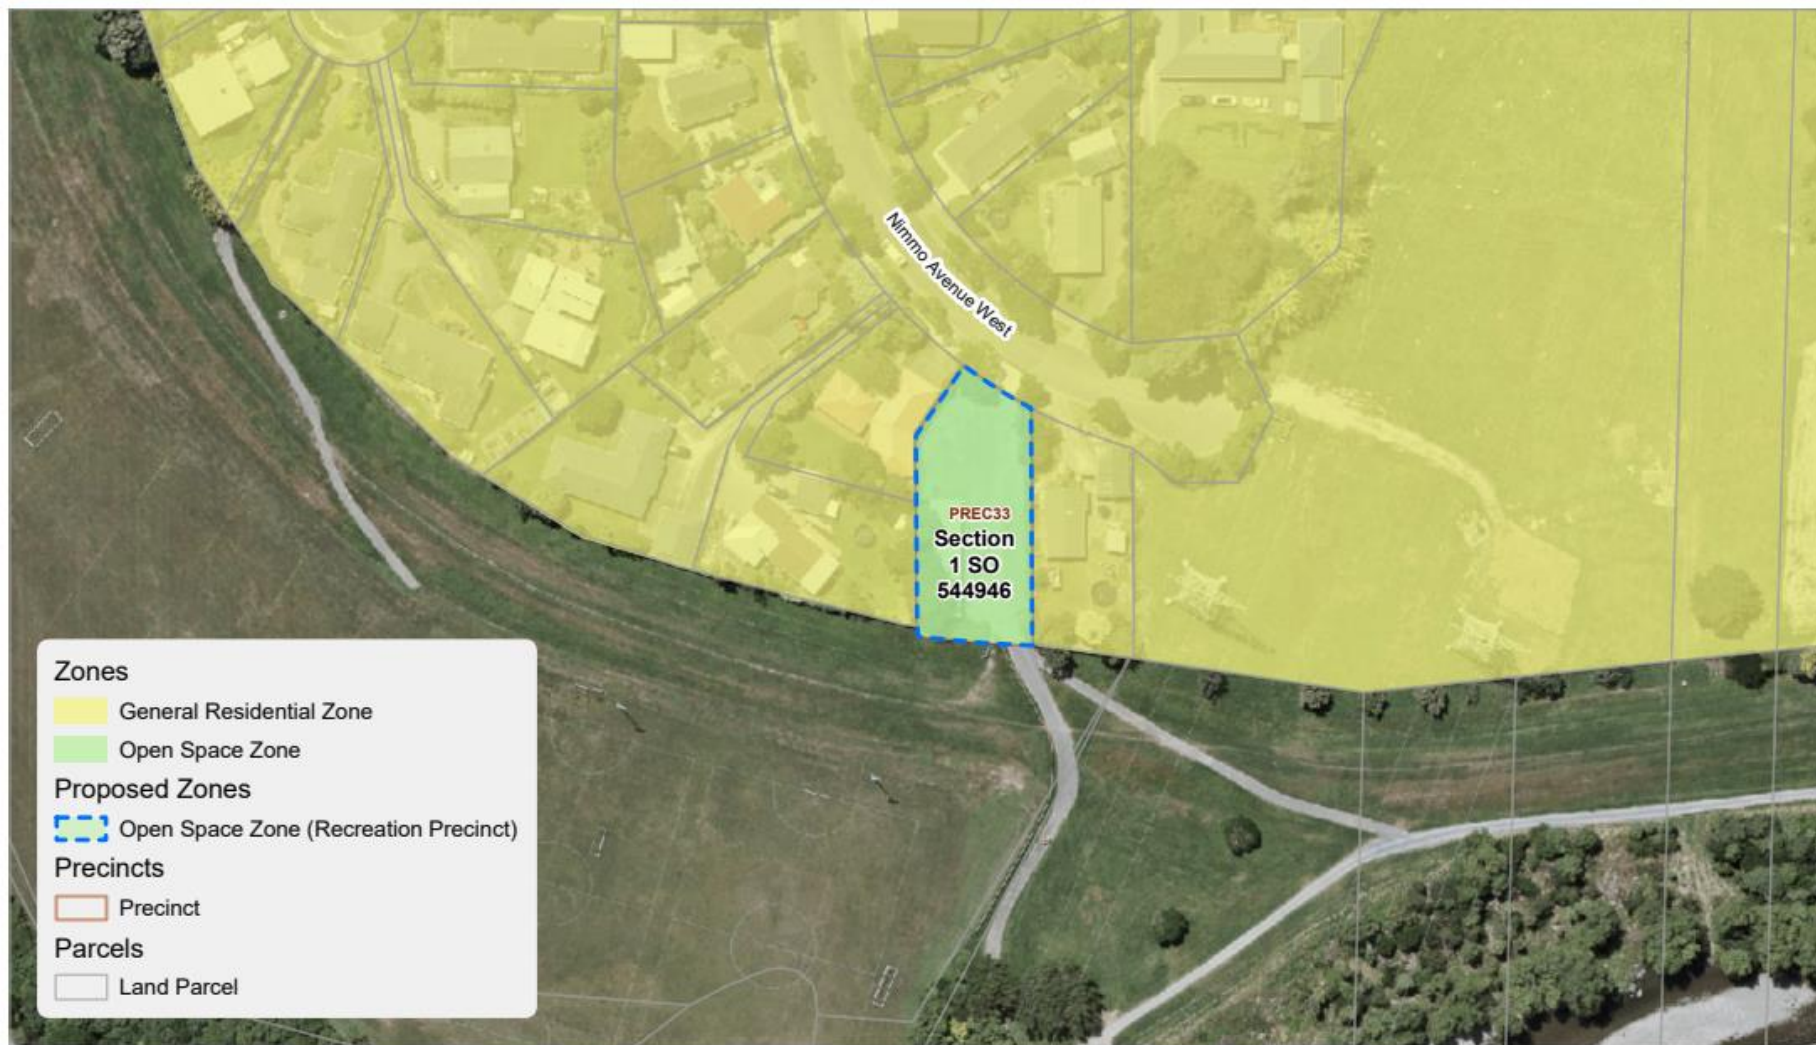 Nimmo Avenue West
PREC33
Section
1 SO
544946
Zones
General Residential Zone
Open Space Zone
Proposed Zones
Open Space Zone (Recreation Precinct)
Precincts
Precinct
Parcels
Land Parcel